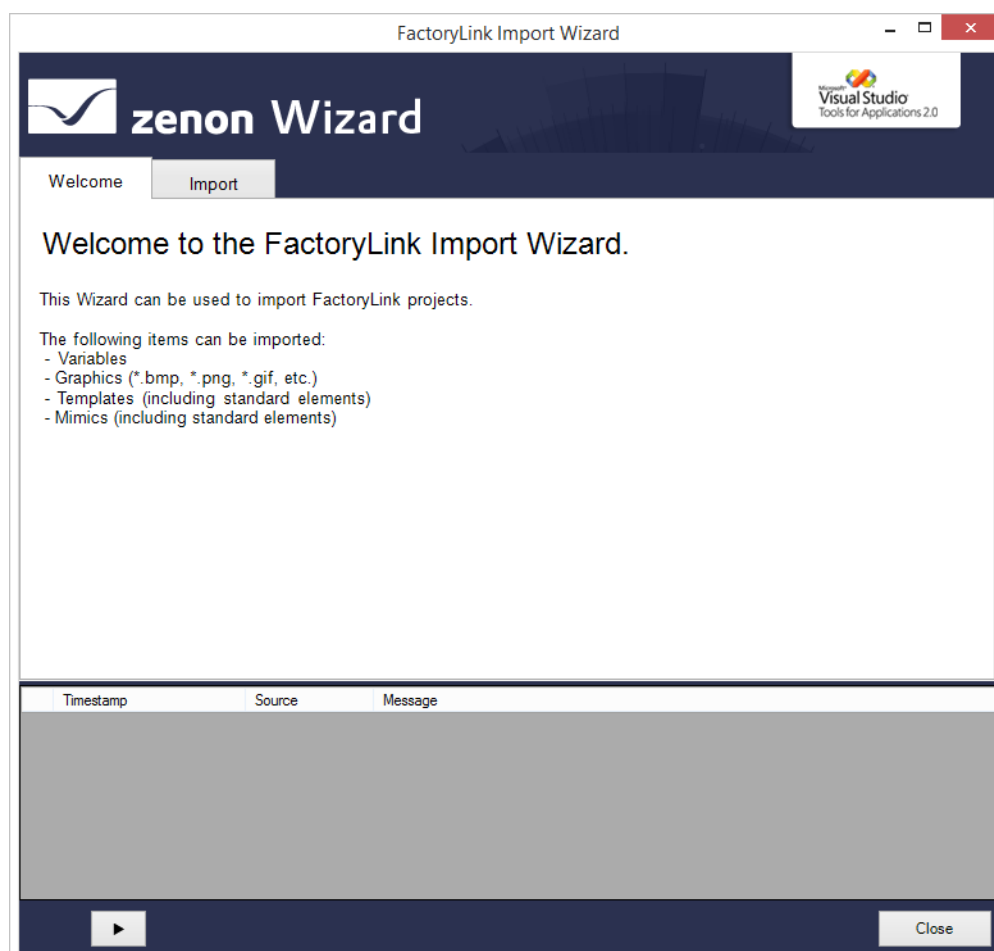 FactoryLink Import Wizard
zenon Wizard
Microsoft
Visual Studio
Tools for Applications 2.0
Welcome
Import
Welcome to the FactoryLink Import Wizard.
This Wizard can be used to import FactoryLink projects.
The following items can be imported:
- Variables
- Graphics (*.bmp, *.png, *.gif, etc.)
- Templates (including standard elements)
- Mimics (including standard elements)
Timestamp Source Message
Close